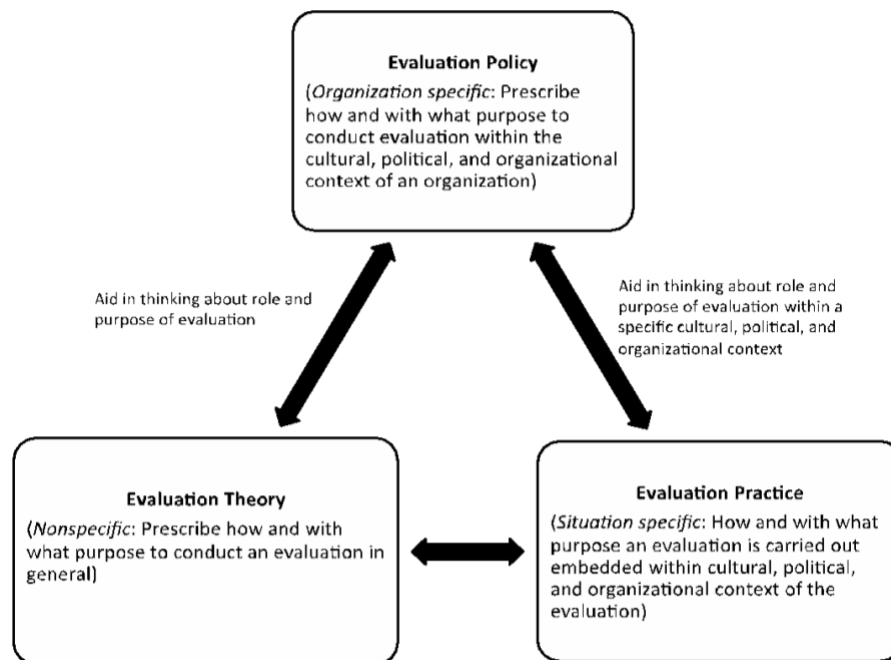 Evaluation Policy
(Organization specific: Prescribe
how and with what purpose to
conduct evaluation within the
cultural, political, and organizational
context of an organization)
Aid in thinking about role and
purpose of evaluation
Aid in thinking about role and
purpose of evaluation within a
specific cultural, political, and
organizational context
Evaluation Theory
(Nonspecific: Prescribe how and with
what purpose to conduct an evaluation in
general)
Evaluation Practice
(Situation specific: How and with what
purpose an evaluation is carried out
embedded within cultural, political,
and organizational context of the
evaluation)